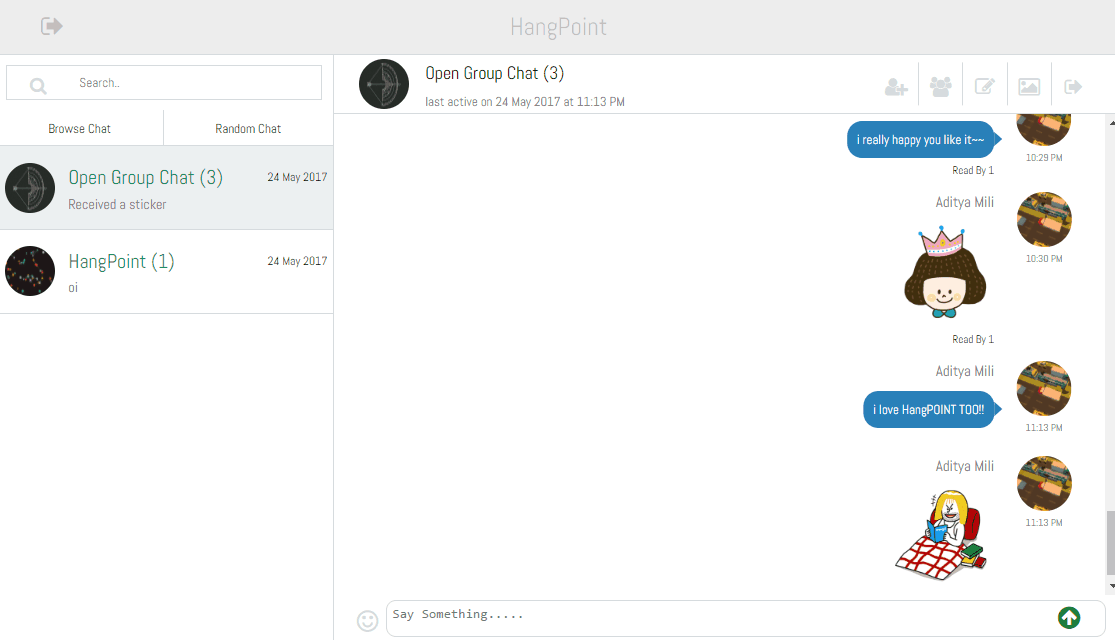 HangPoint
Search..
Browse Chat
Random Chat
Open Group Chat (3)
24 May 2017
Received a sticker
HangPoint (1)
24 May 2017
oi
Open Group Chat (3)
last active on 24 May 2017 at 11:13 PM
i really happy you like it~~
10:29 PM
Read By 1
Aditya Mili
10:30 PM
Read By 1
Aditya Mili
i love HangPOINT TOO!!
11:13 PM
Aditya Mili
11:13 PM
Say Something.....